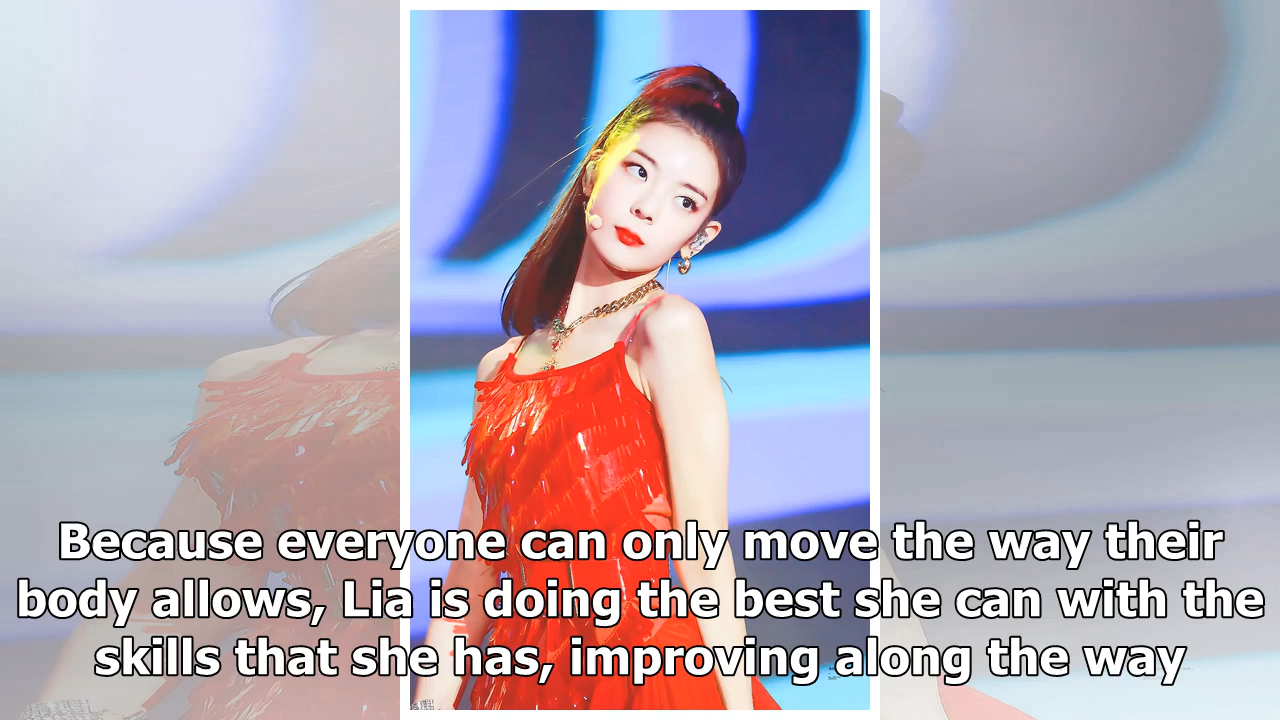 Because everyone can only move the way their
body allows, Lia is doing the best she can with the
skills that she has, improving along the way